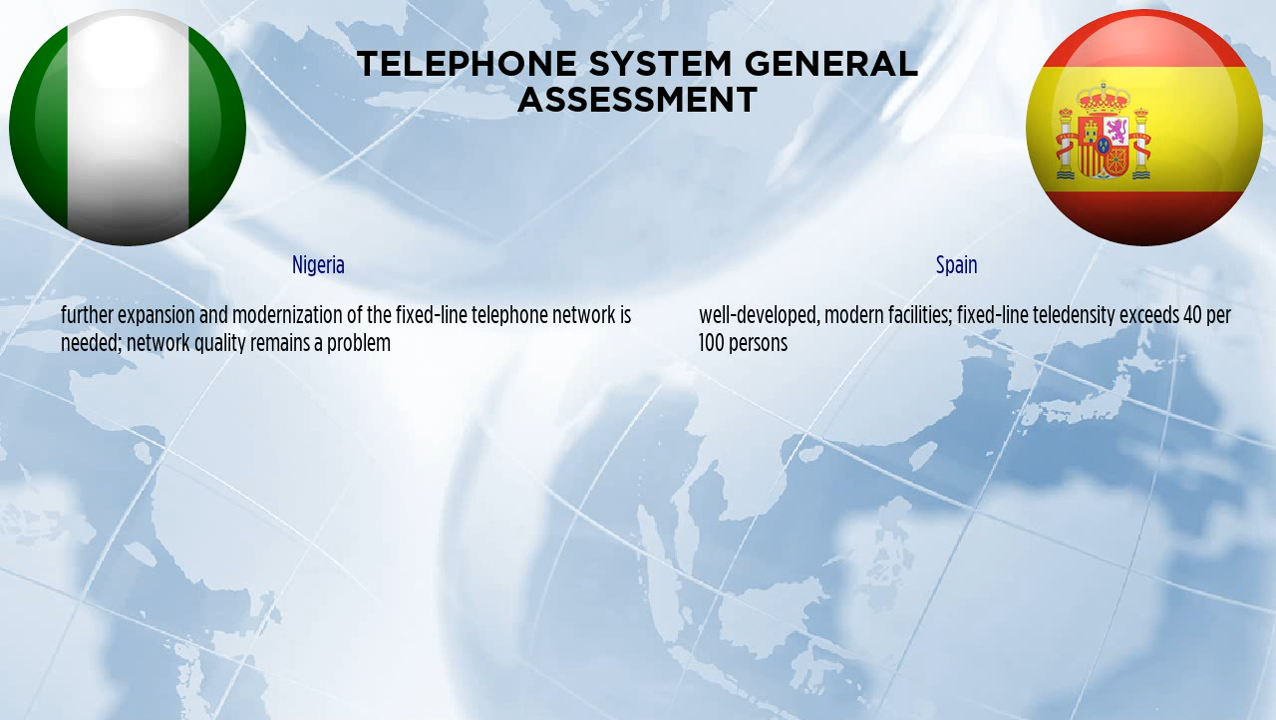 TELEPHONE SYSTEM GENERAL
ASSESSMENT
Nigeria
further expansion and modernization of the fixed-line telephone network is
needed; network quality remains a problem
Spain
well-developed, modern facilities; fixed-line teledensity exceeds 40 per
100 persons